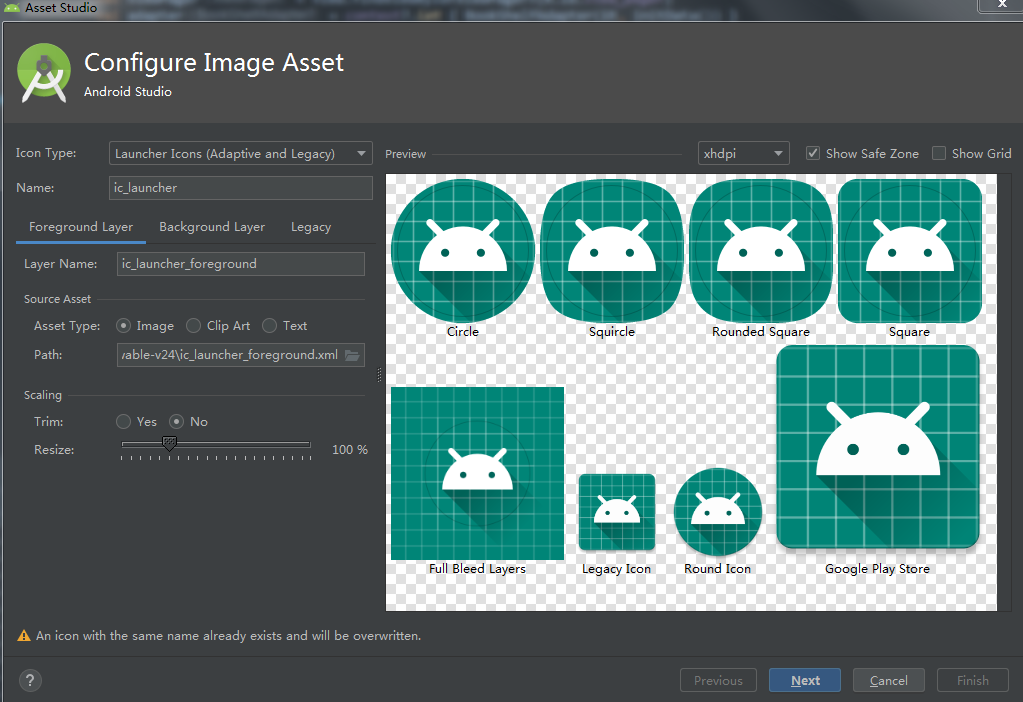 Asset Studio
Configure Image Asset
Android Studio
Icon Type: Launcher Icons (Adaptive and Legacy)
Name: ic_launcher
Foreground Layer Background Layer Legacy
Layer Name: ic_launcher_foreground
Source Asset
Asset Type: Image Clip Art Text
Path: able-v24\ic_launcher_foreground.xml
Scaling
Trim: Yes No
Resize: 100 %
Preview xhdpi Show Safe Zone Show Grid
Circle Squircle Rounded Square Square
Full Bleed Layers Legacy Icon Round Icon Google Play Store
An icon with the same name already exists and will be overwritten.
? Previous Next Cancel Finish